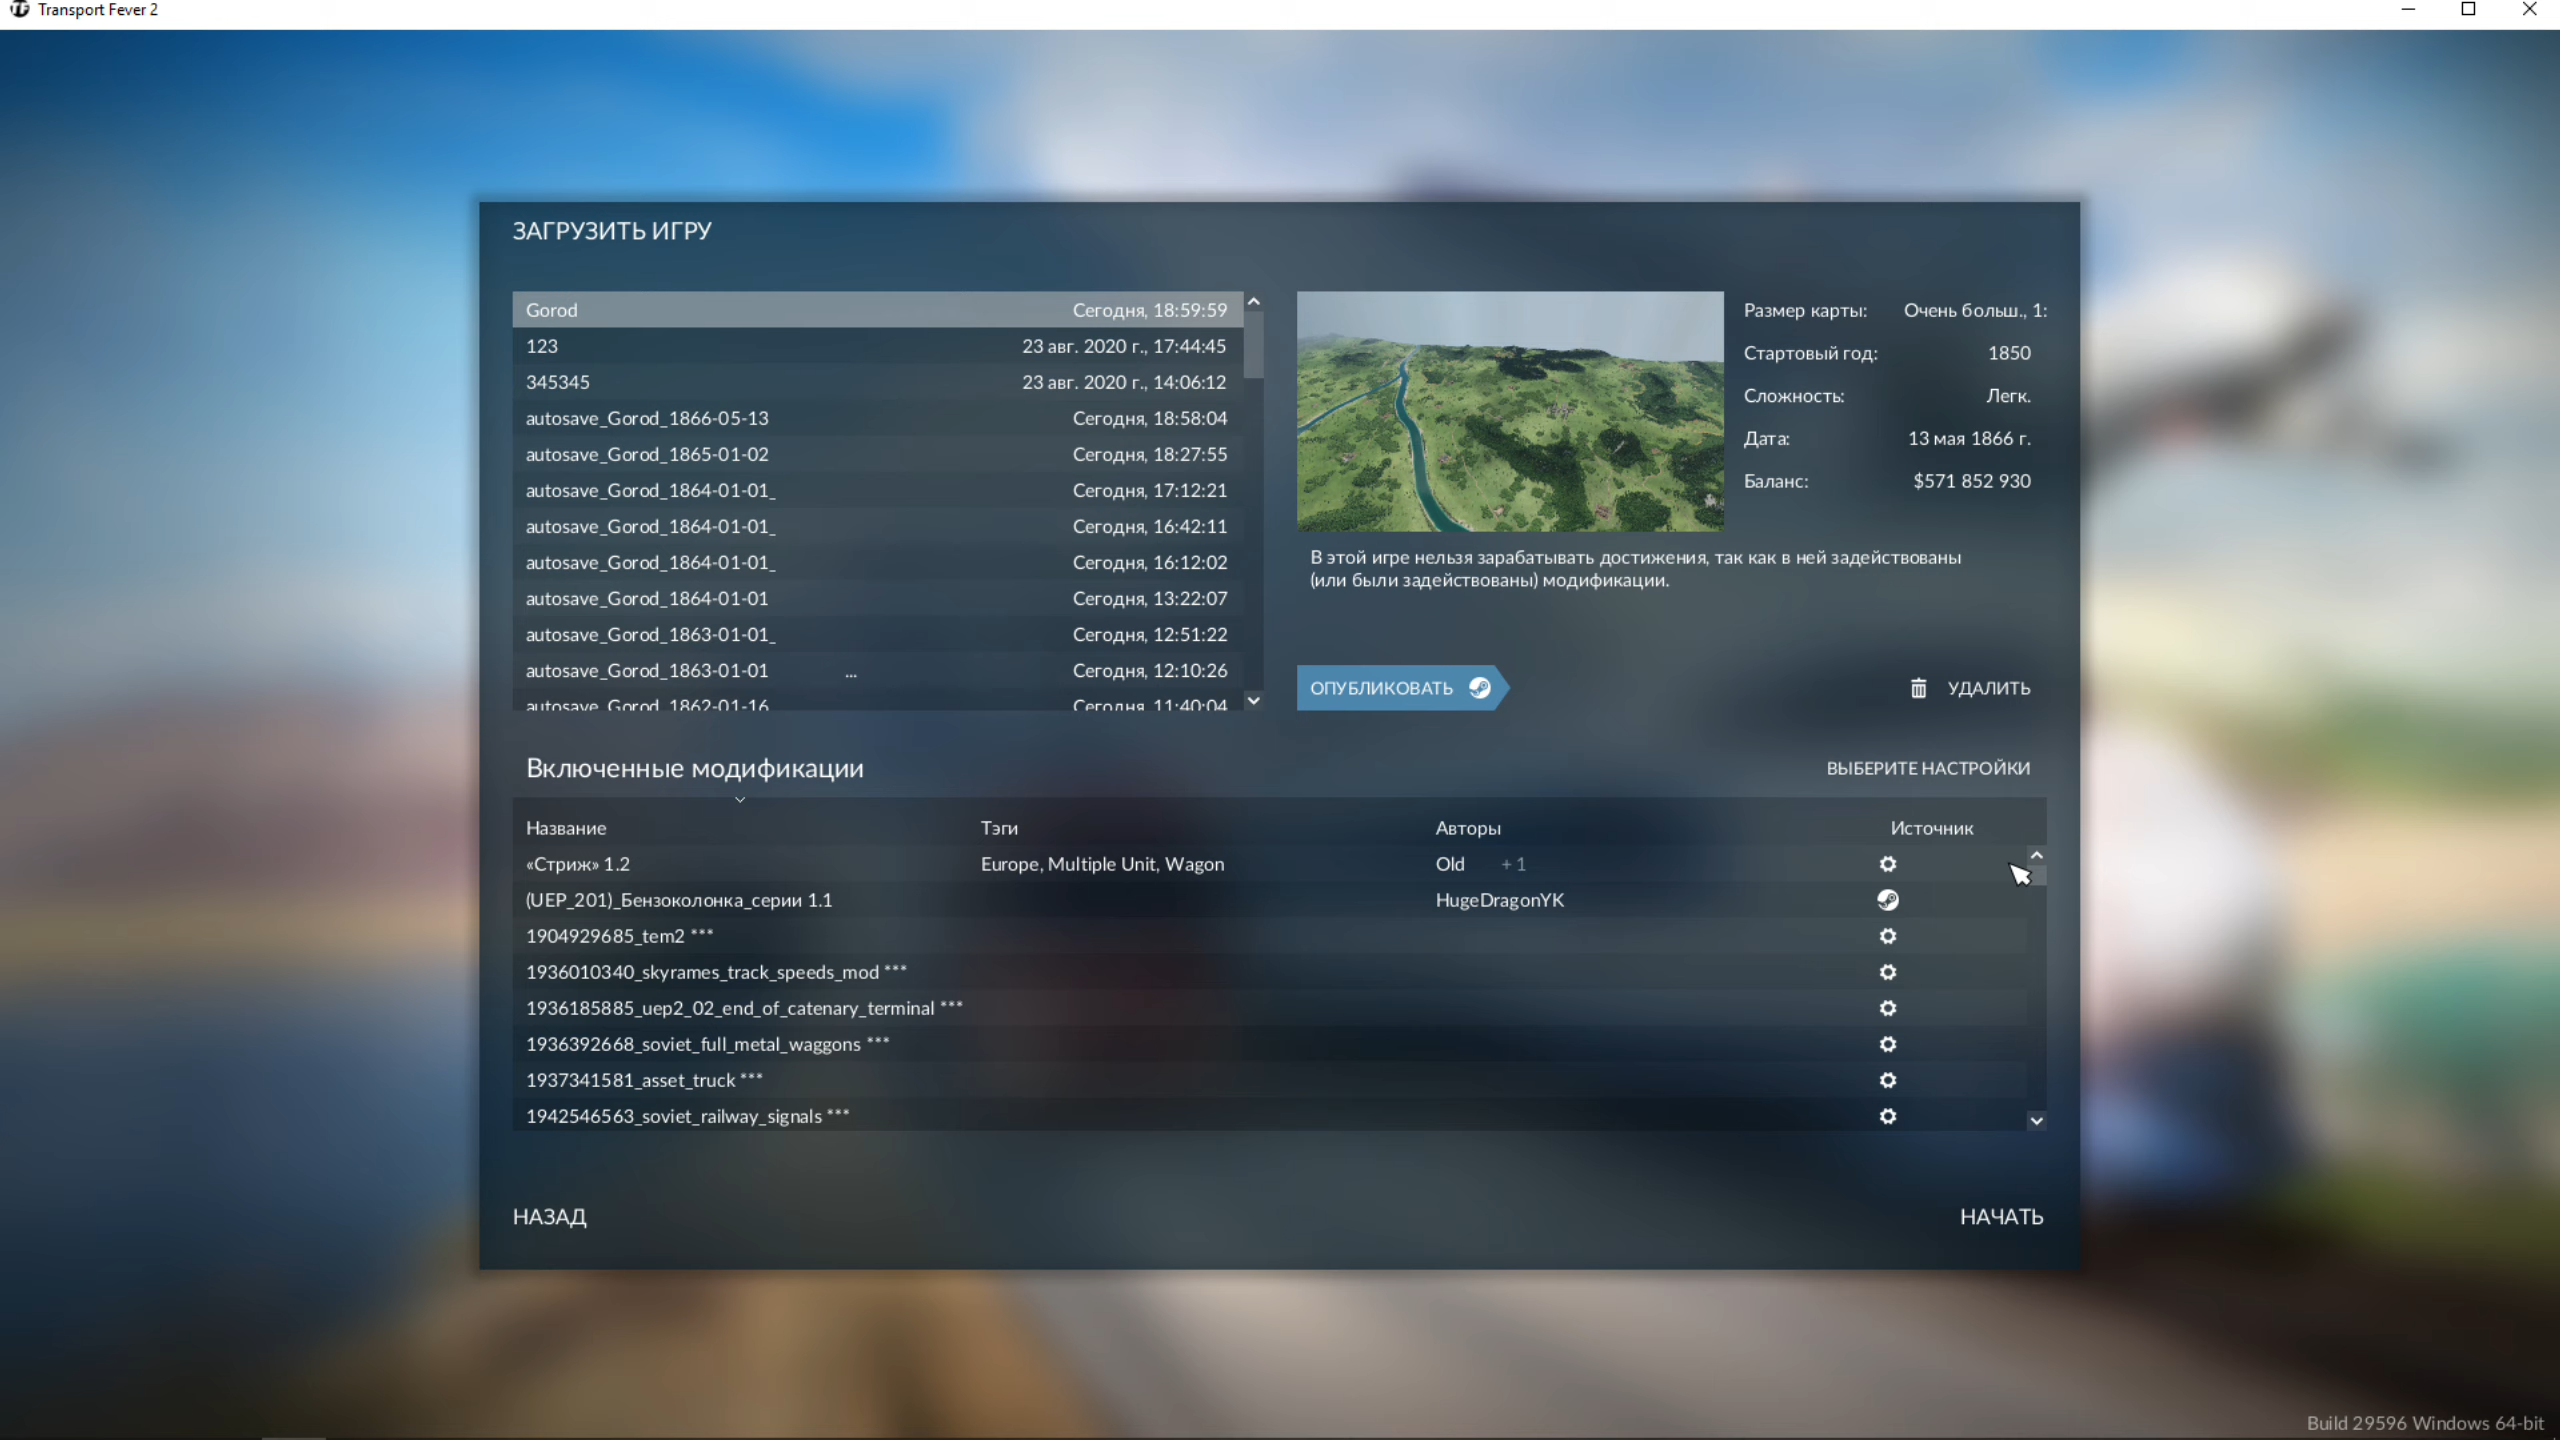 Transport Fever 2
ЗАГРУЗИТЬ ИГРУ
Gorod Сегодня, 18:59:59
123 23 авг. 2020 г., 17:44:45
345345 23 авг. 2020 г., 14:06:12
autosave_Gorod_1866-05-13 Сегодня, 18:58:04
autosave_Gorod_1865-01-02 Сегодня, 18:27:55
autosave_Gorod_1864-01-01_ Сегодня, 17:12:21
autosave_Gorod_1864-01-01_ Сегодня, 16:42:11
autosave_Gorod_1864-01-01_ Сегодня, 16:12:02
autosave_Gorod_1864-01-01 Сегодня, 13:22:07
autosave_Gorod_1863-01-01_ Сегодня, 12:51:22
autosave_Gorod_1863-01-01 ... Сегодня, 12:10:26
autosave_Gorod_1862-01-16 Сегодня, 11:40:04
Размер карты: Очень больш., 1:
Стартовый год: 1850
Сложность: Легк.
Дата: 13 мая 1866 г.
Баланс: $571 852 930
В этой игре нельзя зарабатывать достижения, так как в ней задействованы
(или были задействованы) модификации.
ОПУБЛИКОВАТЬ
УДАЛИТЬ
Включенные модификации
ВЫБЕРИТЕ НАСТРОЙКИ
Название Тэги Авторы Источник
«Стриж» 1.2 Europe, Multiple Unit, Wagon Old + 1
(UEP_201)_Бензоколонка_серии 1.1 HugeDragonYK
1904929685_tem2 ***
1936010340_skyrames_track_speeds_mod ***
1936185885_uep2_02_end_of_catenary_terminal ***
1936392668_soviet_full_metal_waggons ***
1937341581_asset_truck ***
1942546563_soviet_railway_signals ***
НАЗАД
НАЧАТЬ
Build 29596 Windows 64-bit